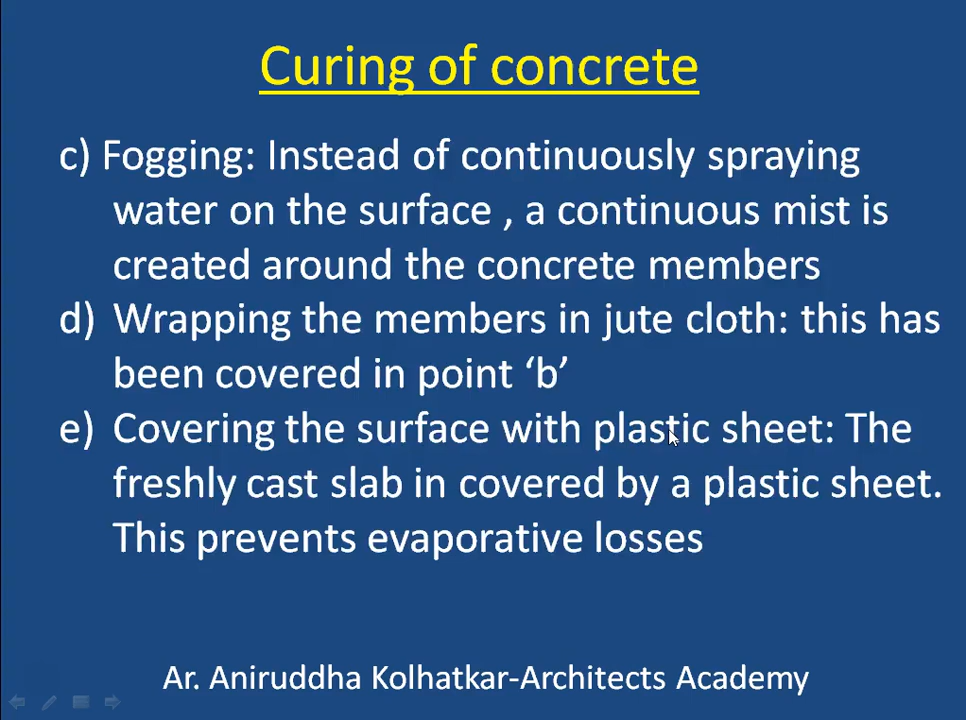 Curing of concrete
c) Fogging: Instead of continuously spraying
water on the surface , a continuous mist is
created around the concrete members
d) Wrapping the members in jute cloth: this has
been covered in point ‘b’
e) Covering the surface with plastic sheet: The
freshly cast slab in covered by a plastic sheet.
This prevents evaporative losses
Ar. Aniruddha Kolhatkar-Architects Academy